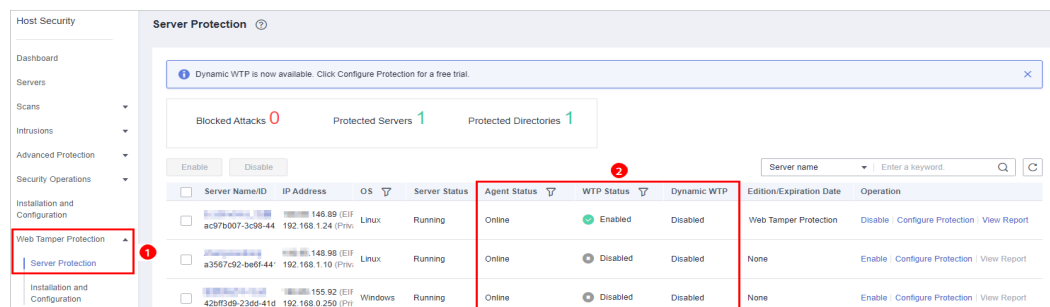 Host Security
Server Protection
Dashboard
Dynamic WTP is now available. Click Configure Protection for a free trial.
Servers
Scans
Blocked Attacks 0 Protected Servers 1 Protected Directories 1
Intrusions
Advanced Protection
Enable Disable
2
Server name Enter a keyword.
Security Operations
Server Name/ID IP Address OS Server Status Agent Status WTP Status Dynamic WTP Edition/Expiration Date Operation
Installation and
Configuration
146.89 (EIF
ac97b007-3c98-44 192.168.1.24 (Priva Linux Running Online Enabled Disabled Web Tamper Protection Disable | Configure Protection | View Report
Web Tamper Protection
1
Server Protection
148.98 (EIF
a3567c92-be6f-441 192.168.1.10 (Priva Linux Running Online Disabled Disabled None Enable | Configure Protection | View Report
Installation and
Configuration
155.92 (EIF
42bff3d9-23dd-41d 192.168.0.250 (Pri Windows Running Online Disabled Disabled None Enable | Configure Protection | View Report